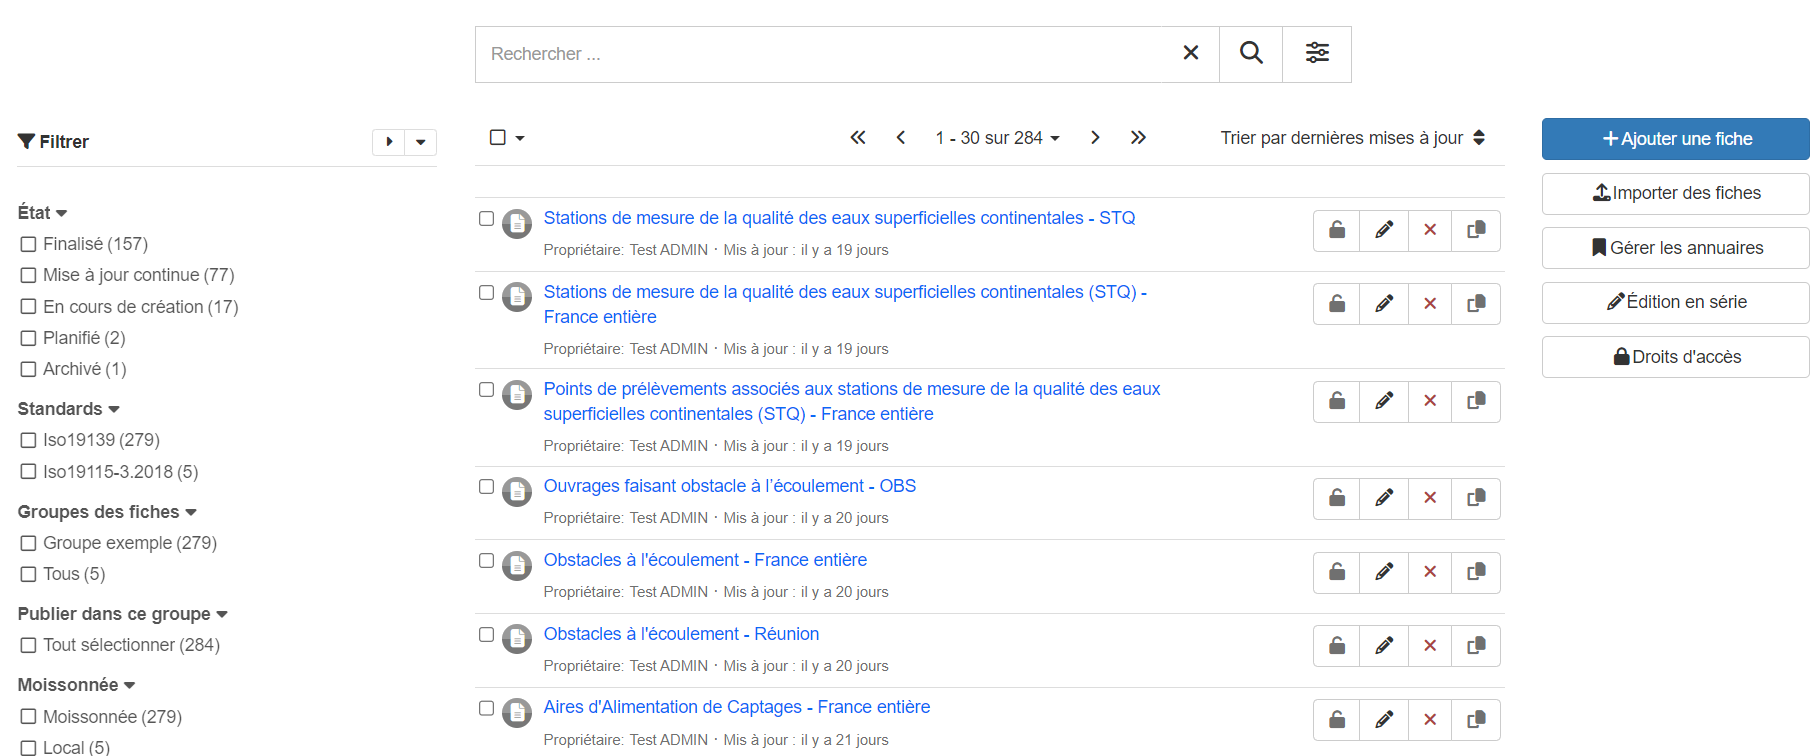 Rechercher ...
Filtrer
1 - 30 sur 284
Trier par dernières mises à jour
Ajouter une fiche
Importer des fiches
Gérer les annuaires
Édition en série
Droits d'accès
État
Finalisé (157)
Mise à jour continue (77)
En cours de création (17)
Planifié (2)
Archivé (1)
Standards
Iso19139 (279)
Iso19115-3.2018 (5)
Groupes des fiches
Groupe exemple (279)
Tous (5)
Publier dans ce groupe
Tout sélectionner (284)
Moissonnée
Moissonnée (279)
Local (5)
Stations de mesure de la qualité des eaux superficielles continentales - STQ
Propriétaire: Test ADMIN · Mis à jour : il y a 19 jours
Stations de mesure de la qualité des eaux superficielles continentales (STQ) -
France entière
Propriétaire: Test ADMIN · Mis à jour : il y a 19 jours
Points de prélèvements associés aux stations de mesure de la qualité des eaux
superficielles continentales (STQ) - France entière
Propriétaire: Test ADMIN · Mis à jour : il y a 19 jours
Ouvrages faisant obstacle à l’écoulement - OBS
Propriétaire: Test ADMIN · Mis à jour : il y a 20 jours
Obstacles à l'écoulement - France entière
Propriétaire: Test ADMIN · Mis à jour : il y a 20 jours
Obstacles à l'écoulement - Réunion
Propriétaire: Test ADMIN · Mis à jour : il y a 20 jours
Aires d'Alimentation de Captages - France entière
Propriétaire: Test ADMIN · Mis à jour : il y a 21 jours